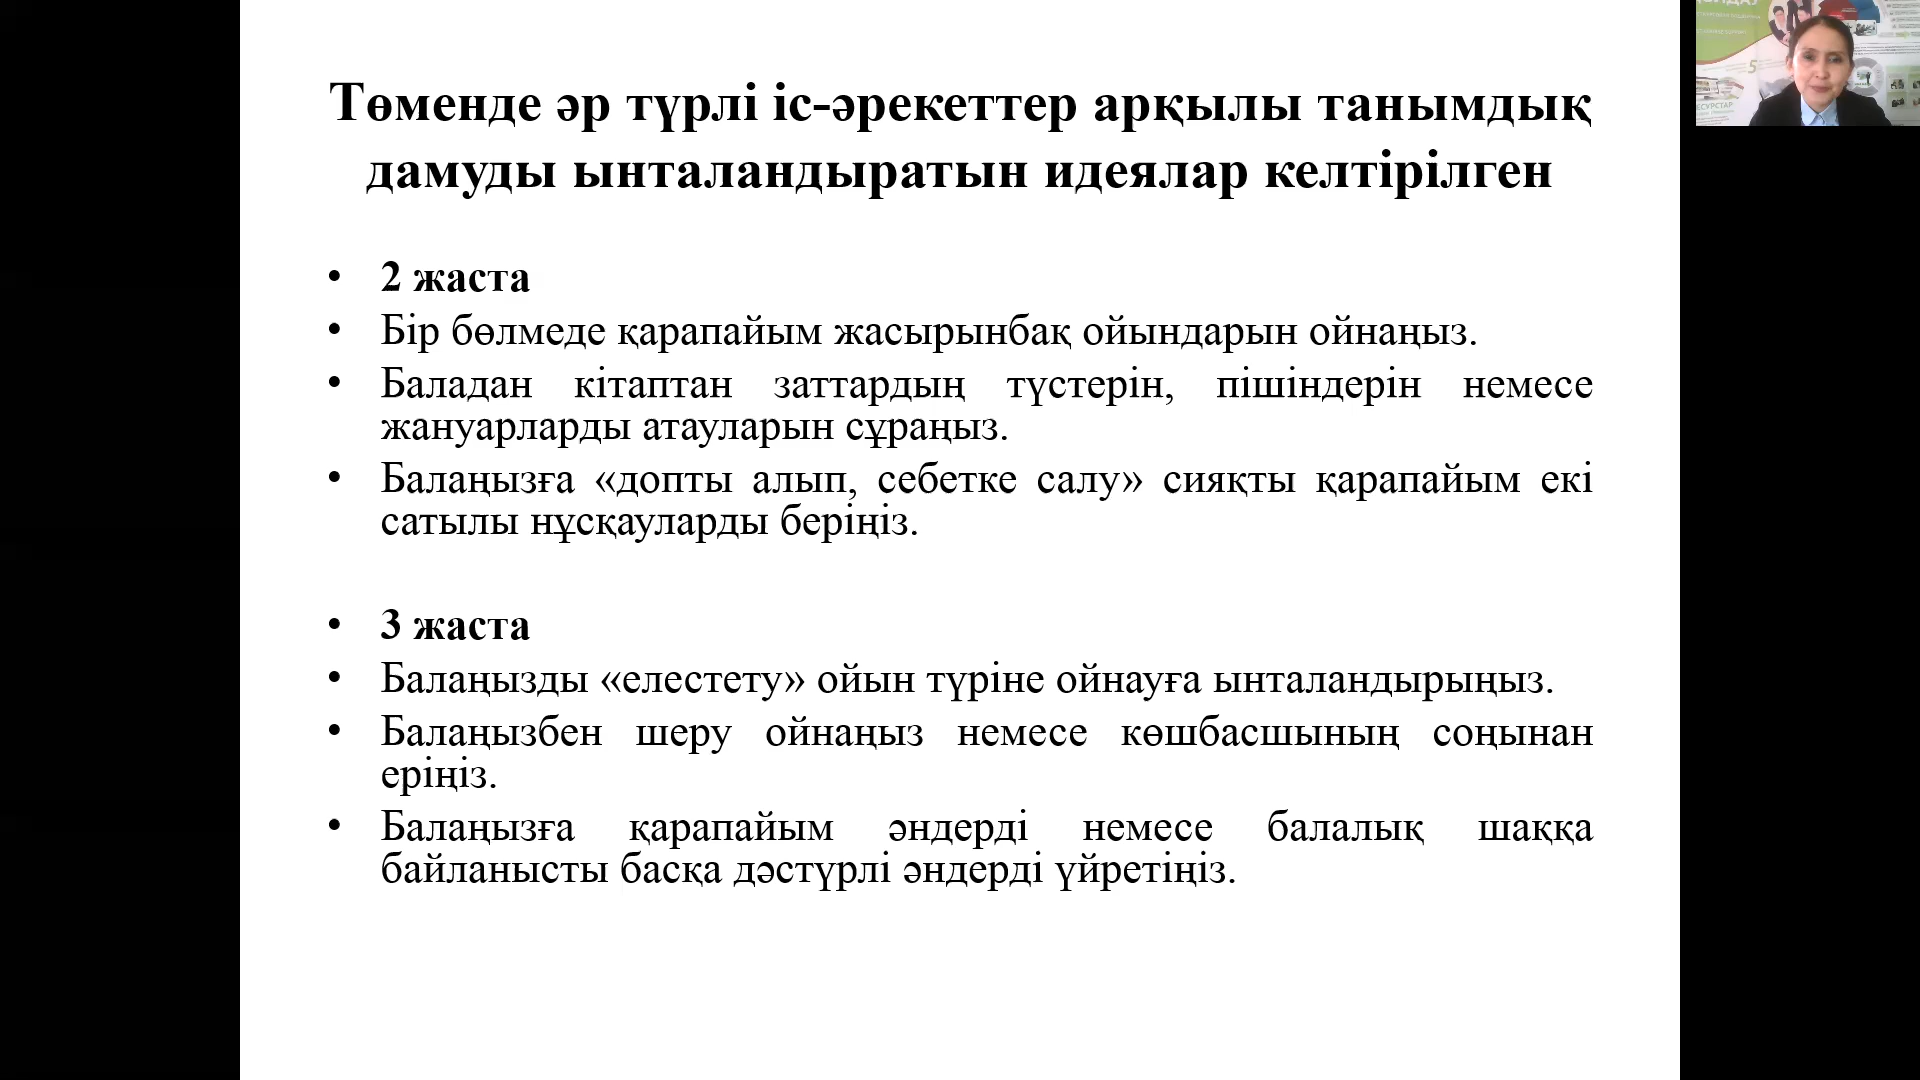 Төменде әр түрлі іс-әрекеттер арқылы танымдық
дамуды ынталандыратын идеялар келтірілген
• 2 жаста
• Бір бөлмеде қарапайым жасырынбақ ойындарын ойнаңыз.
• Баладан кітаптан заттардың түстерін, пішіндерін немесе
жануарларды атауларын сұраңыз.
• Балаңызға «допты алып, себетке салу» сияқты қарапайым екі
сатылы нұсқауларды беріңіз.
• 3 жаста
• Балаңызды «елестету» ойын түріне ойнауға ынталандырыңыз.
• Балаңызбен шеру ойнаңыз немесе көшбасшының соңынан
еріңіз.
• Балаңызға қарапайым әндерді немесе балалық шаққа
байланысты басқа дәстүрлі әндерді үйретіңіз.
5